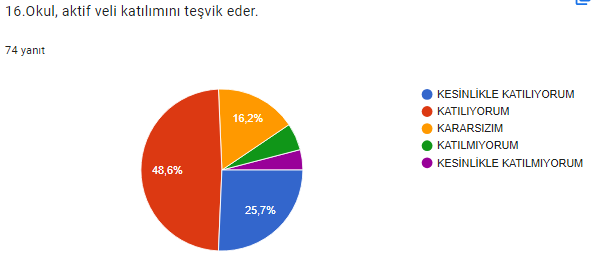 16.Okul, aktif veli katılımını teşvik eder.
74 yanıt
KESİNLİKLE KATILIYORUM
KATILIYORUM
KARARSIZIM
KATILMIYORUM
KESİNLİKLE KATILMIYORUM
16,2%
48,6%
25,7%